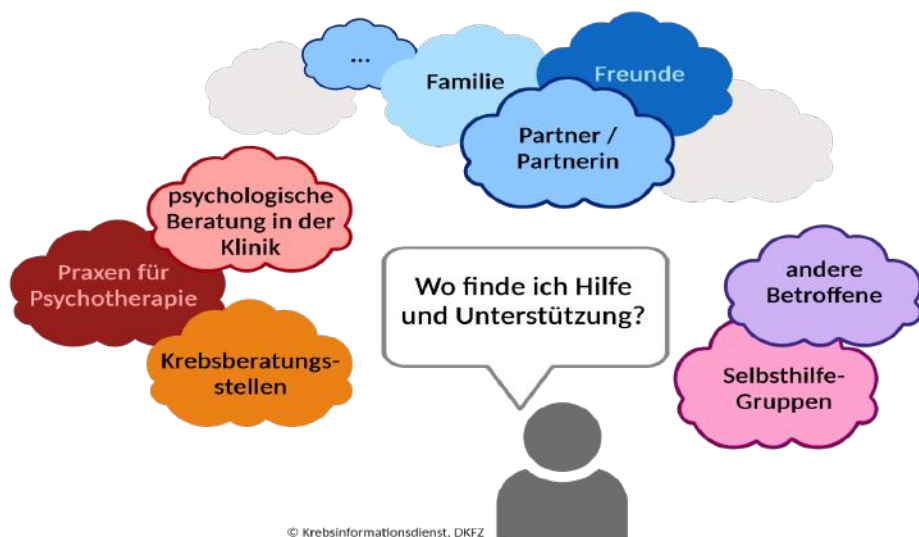 ...
Familie
Freunde
Partner /
Partnerin
psychologische
Beratung in der
Klinik
Praxen für
Psychotherapie
Krebsberatungs-
stellen
Wo finde ich Hilfe
und Unterstützung?
andere
Betroffene
Selbsthilfe-
Gruppen
© Krebsinformationsdienst, DKFZ